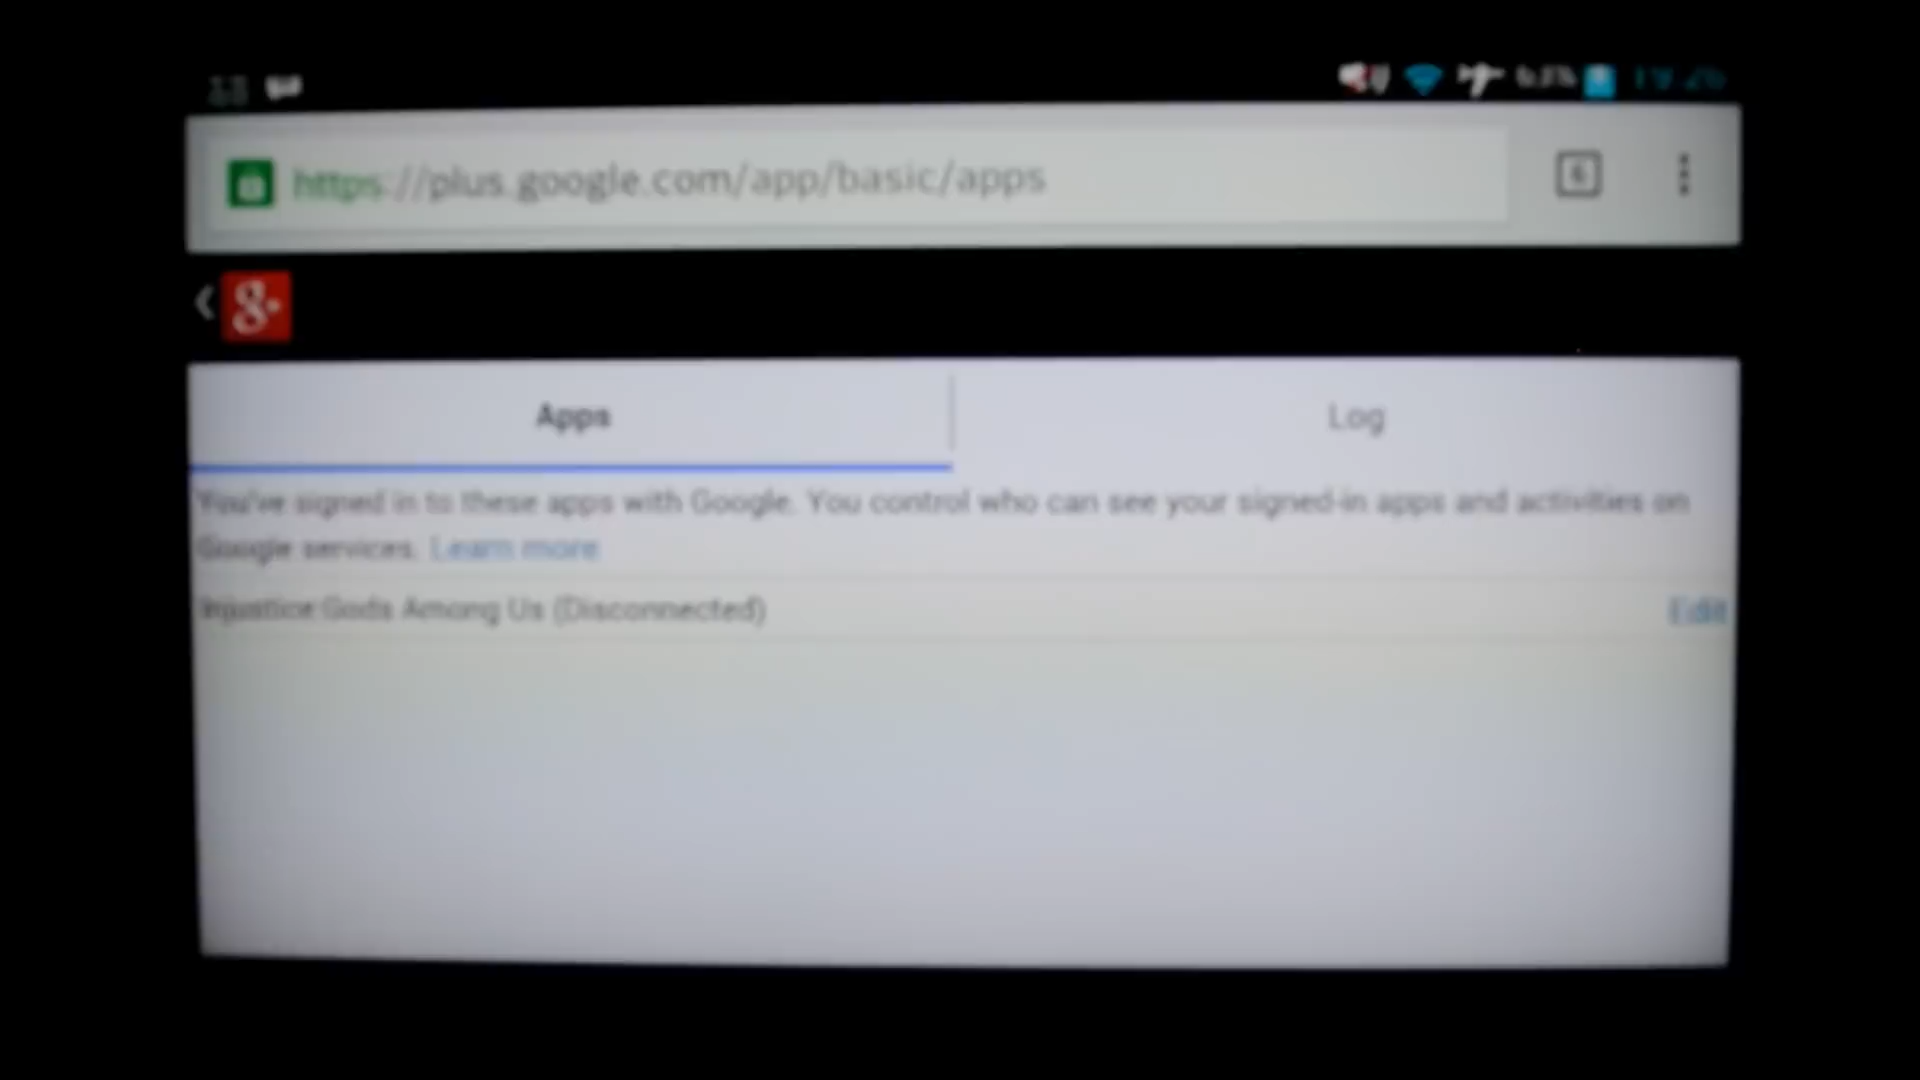 https://plus.google.com/app/basic/apps
8+
Apps
Log
You've signed in to these apps with Google. You control who can see your signed-in apps and activities on
Google services. Learn more
Injustice:Gods Among Us (Disconnected)
Edit